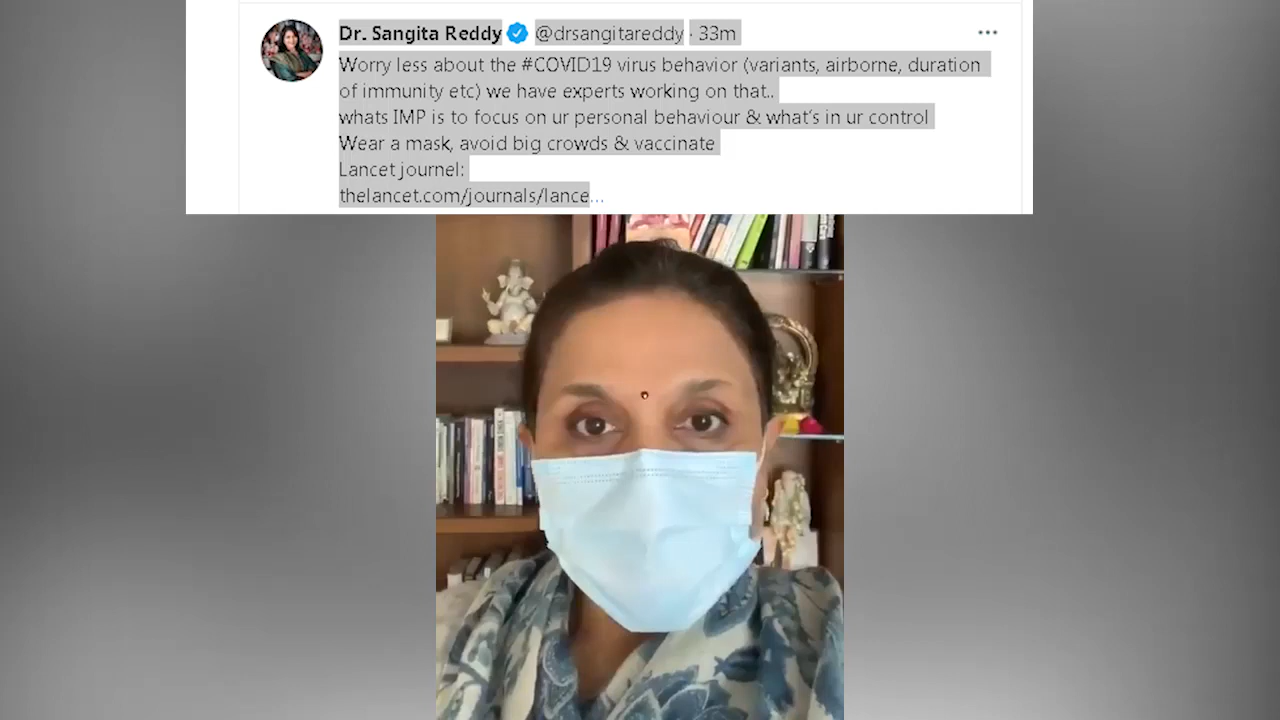 Dr. Sangita Reddy @drsangitareddy · 33m
Worry less about the #COVID19 virus behavior (variants, airborne, duration
of immunity etc) we have experts working on that..
whats IMP is to focus on ur personal behaviour & what's in ur control
Wear a mask, avoid big crowds & vaccinate
Lancet journel:
thelancet.com/journals/lance...